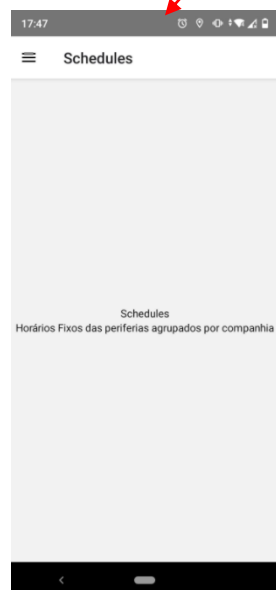 17:47
Schedules
Schedules
Horários Fixos das periferias agrupados por companhia